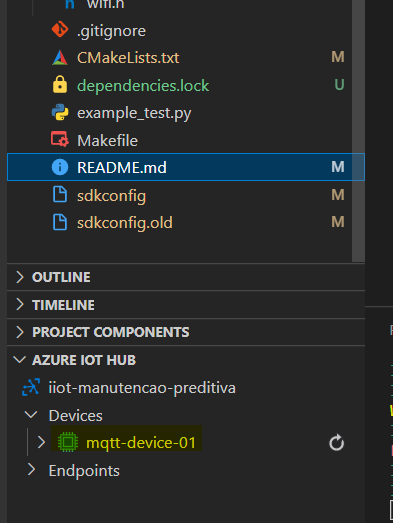 wifi.h
.gitignore
CMakeLists.txt M
dependencies.lock U
example_test.py
Makefile
README.md M
sdkconfig M
sdkconfig.old M
OUTLINE
TIMELINE
PROJECT COMPONENTS
AZURE IOT HUB
iiot-manutencao-preditiva
Devices
mqtt-device-01
Endpoints